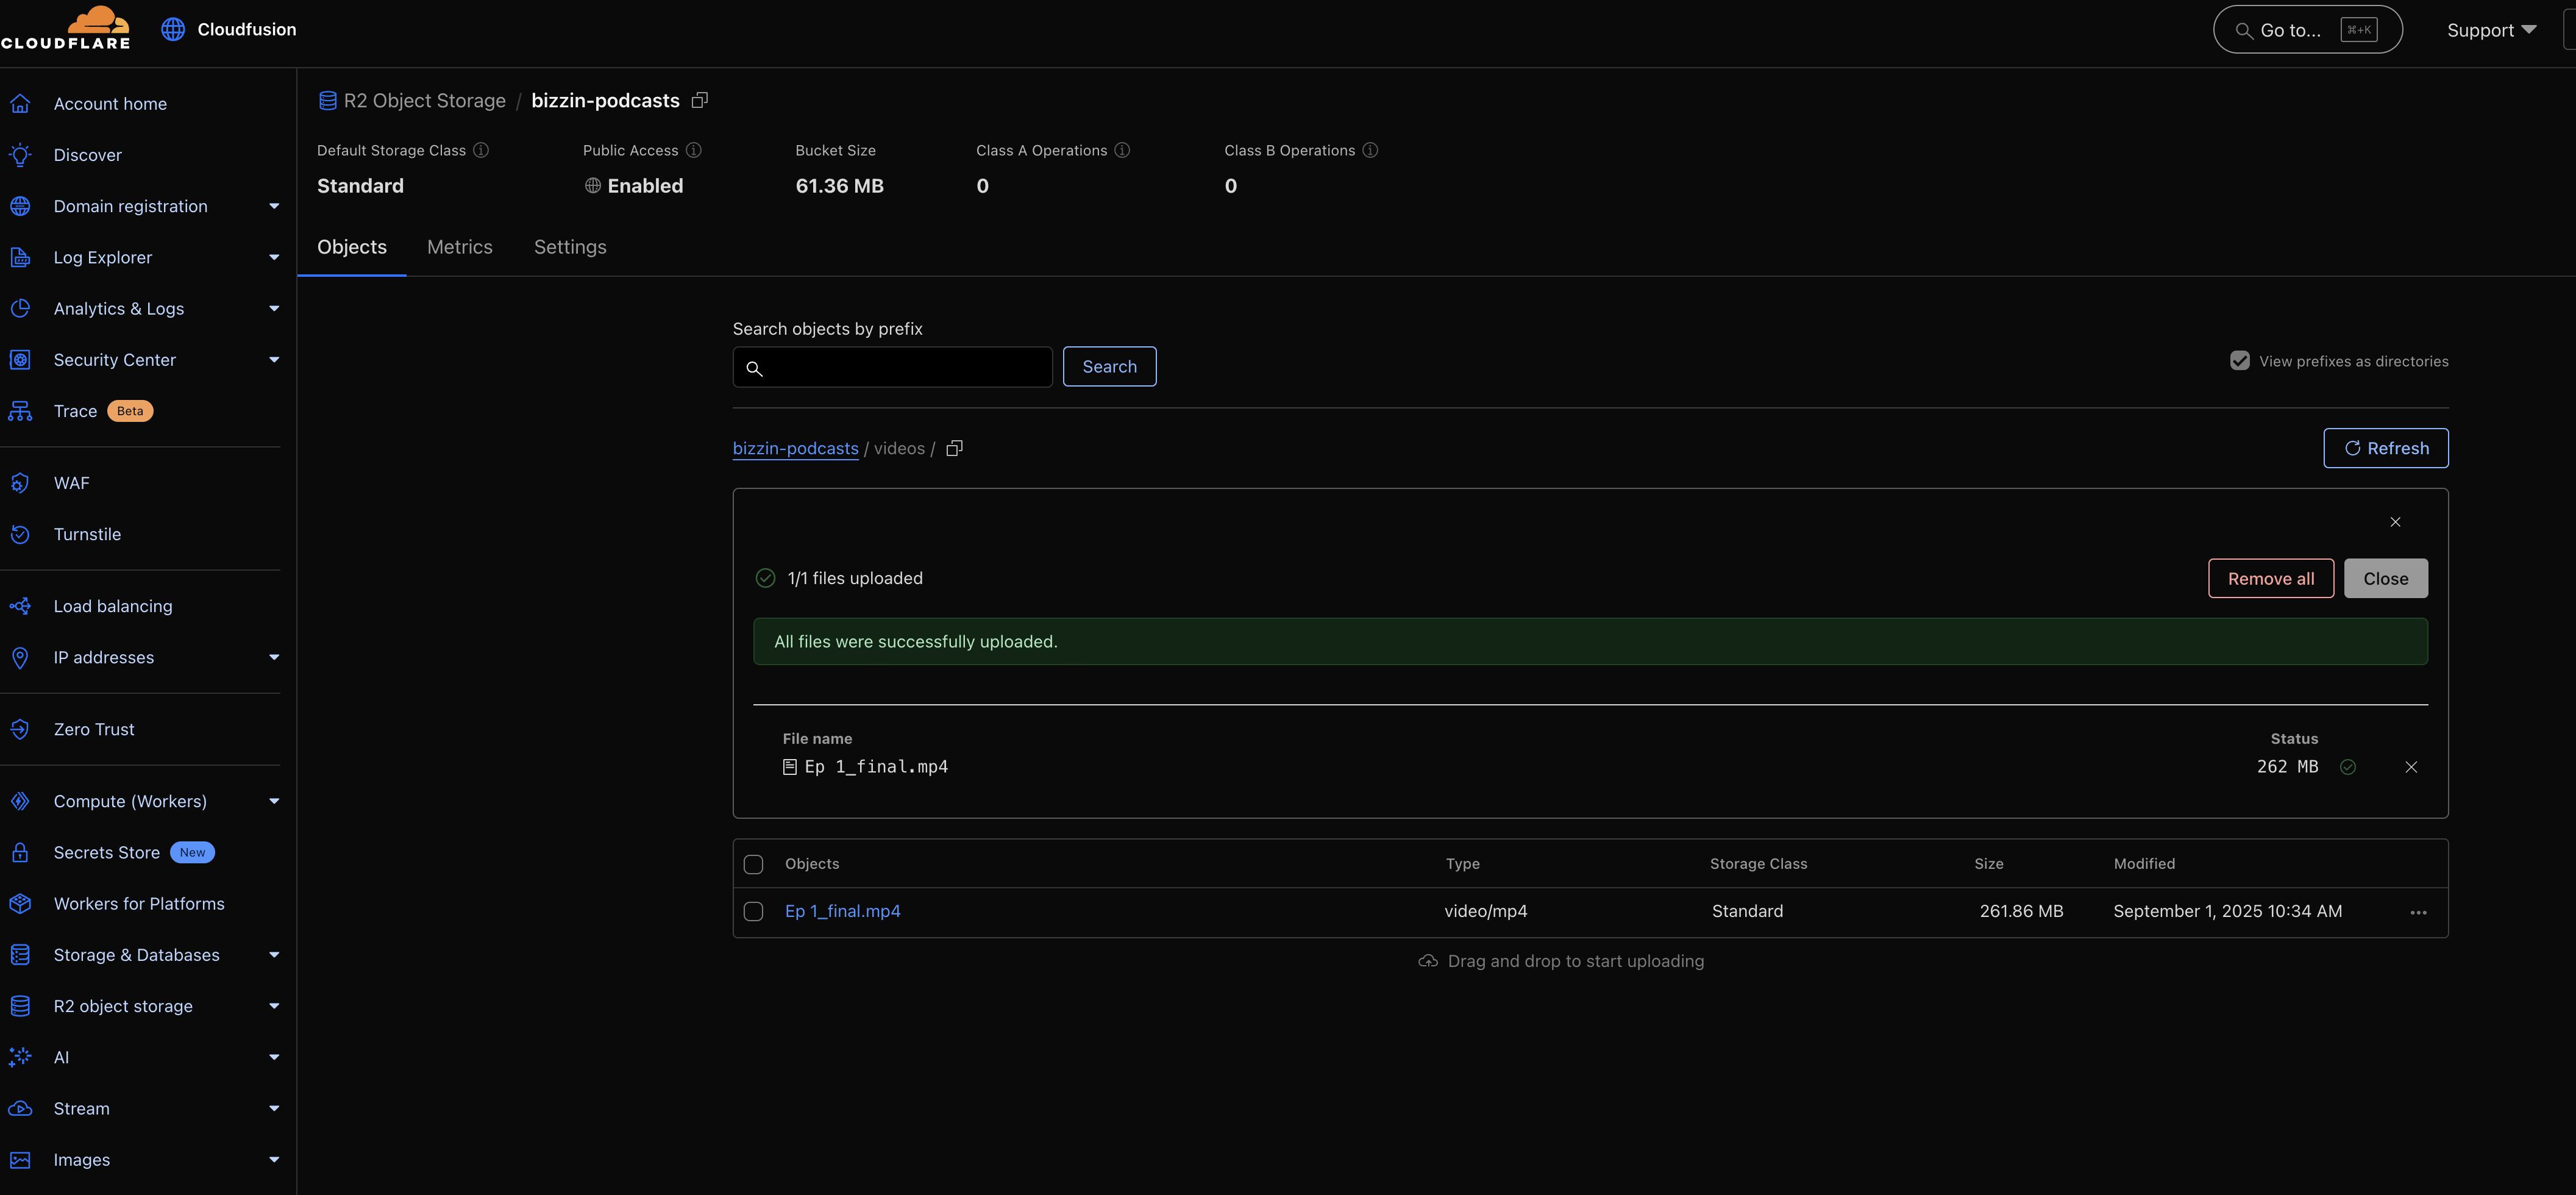 CLOUDFLARE
Cloudfusion
Go to...
⌘+K
Support
Account home
Discover
Domain registration
Log Explorer
Analytics & Logs
Security Center
Trace Beta
WAF
Turnstile
Load balancing
IP addresses
Zero Trust
Compute (Workers)
Secrets Store New
Workers for Platforms
Storage & Databases
R2 object storage
AI
Stream
Images
R2 Object Storage / bizzin-podcasts
Default Storage Class Public Access Bucket Size Class A Operations Class B Operations
Standard Enabled 61.36 MB 0 0
Objects Metrics Settings
Search objects by prefix
Search
View prefixes as directories
bizzin-podcasts / videos /
Refresh
1/1 files uploaded
Remove all
Close
All files were successfully uploaded.
File name Status
Ep 1_final.mp4 262 MB
Objects Type Storage Class Size Modified
Ep 1_final.mp4 video/mp4 Standard 261.86 MB September 1, 2025 10:34 AM
Drag and drop to start uploading